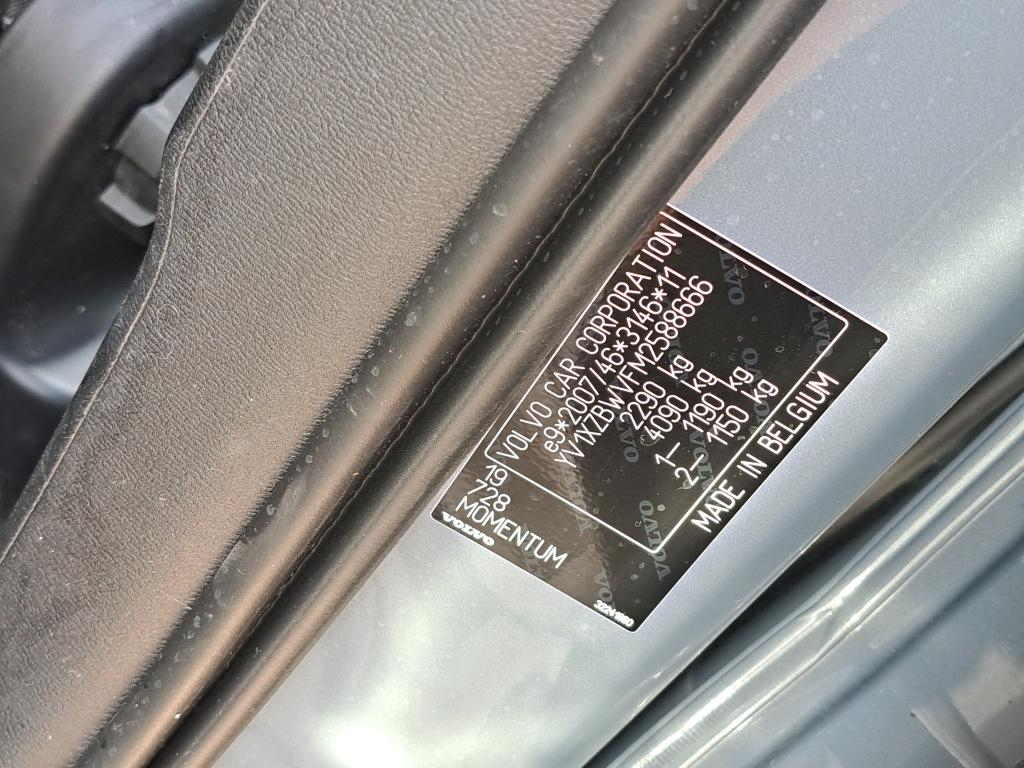 VOLVO CAR CORPORATION
e9*2007/46*3146*11
YV1XZBWVFM2588666
2290 kg
4090 kg
1– 1190 kg
2– 1150 kg
MADE IN BELGIUM
19
728
MOMENTUM
VOLVO